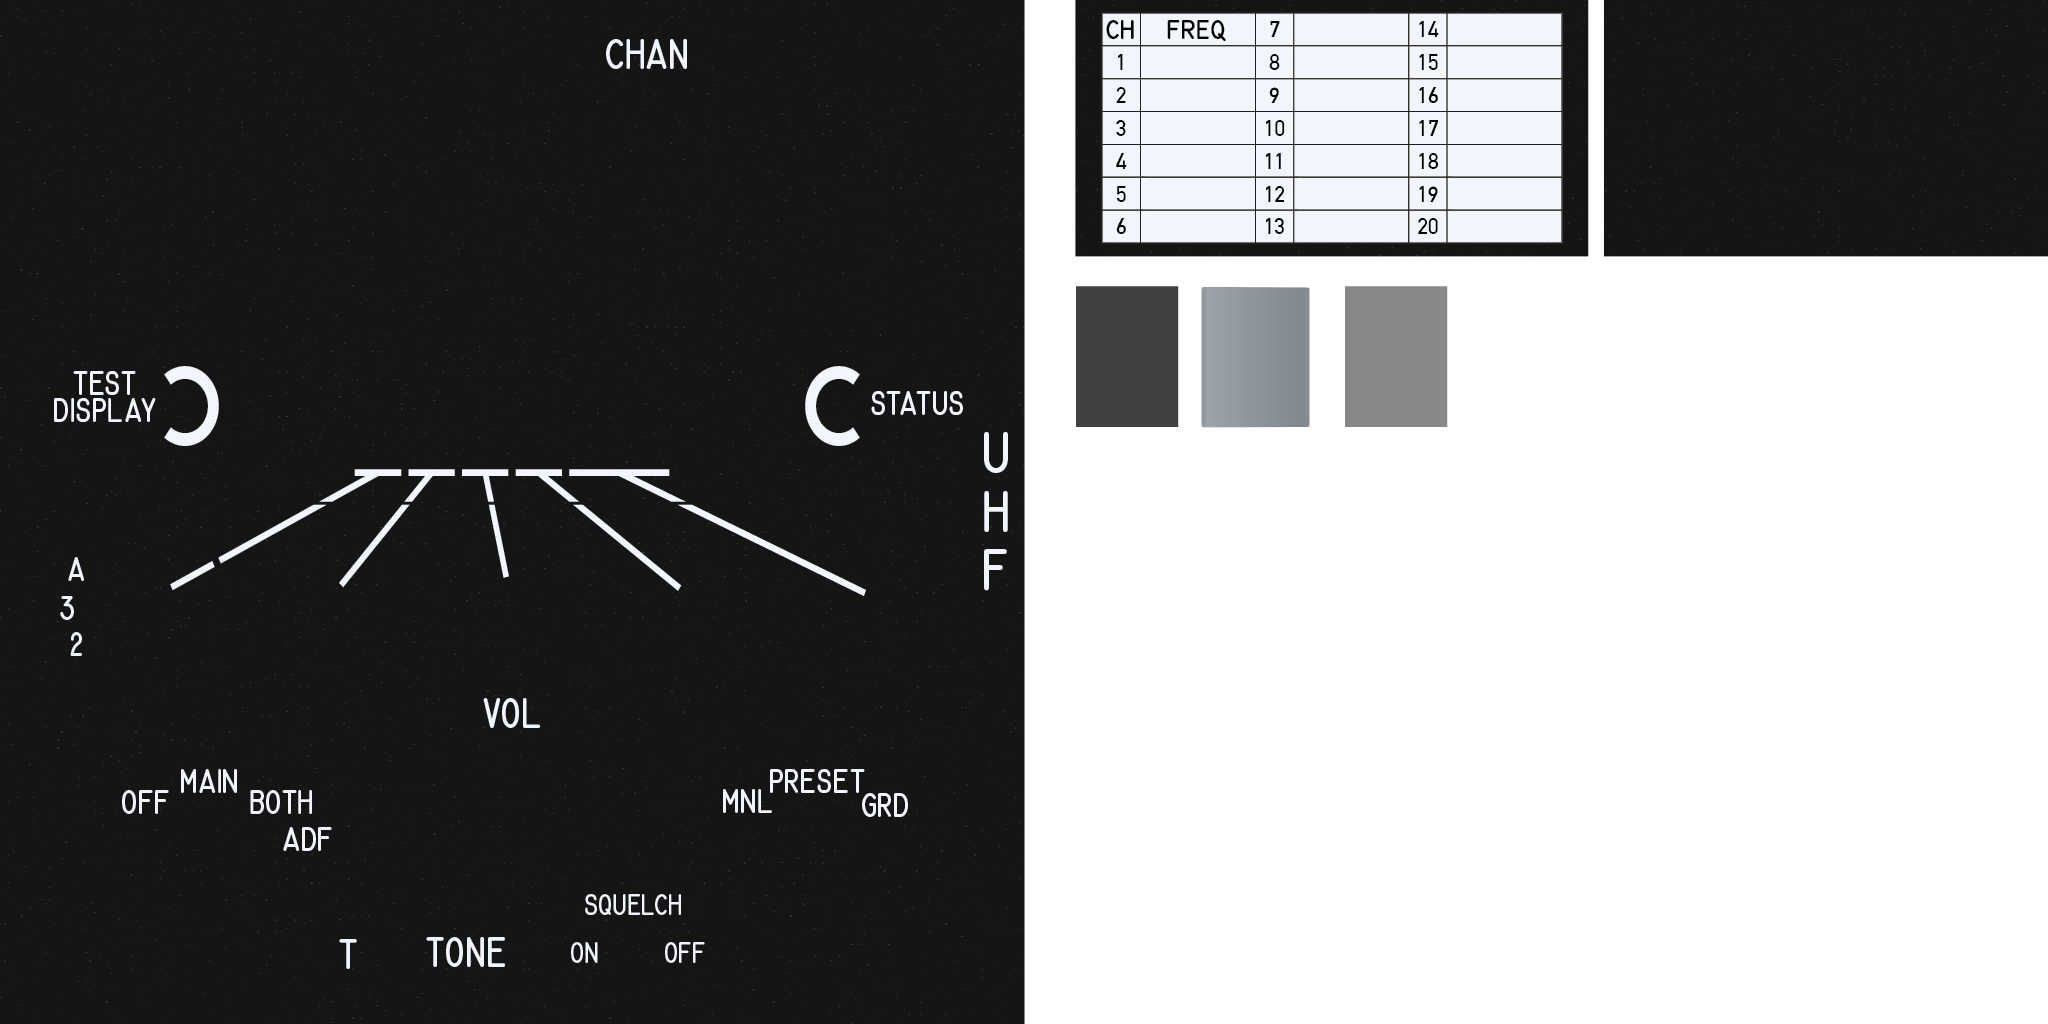 CHAN
TEST
DISPLAY
STATUS
U
H
F
A
3
2
VOL
OFF MAIN BOTH
ADF
MNL PRESET GRD
SQUELCH
T TONE ON OFF
CH FREQ 7 14
1 8 15
2 9 16
3 10 17
4 11 18
5 12 19
6 13 20